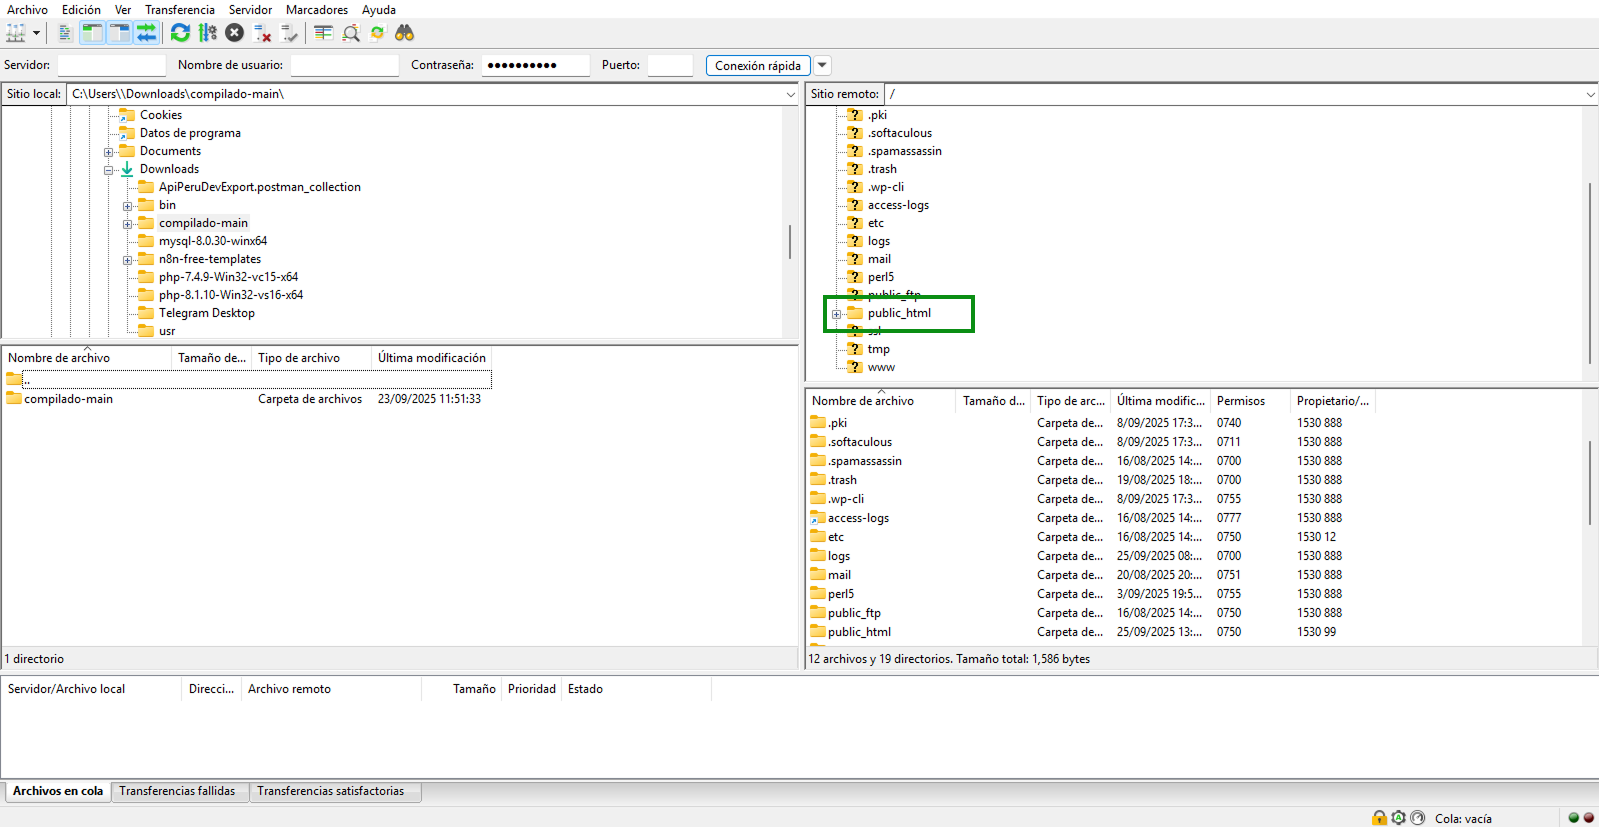 Archivo Edición Ver Transferencia Servidor Marcadores Ayuda
Servidor: Nombre de usuario: Contraseña: ●●●●●●●●●● Puerto: Conexión rápida
Sitio local: C:\Users\\Downloads\compilado-main\
Cookies
Datos de programa
Documents
Downloads
ApiPeruDevExport.postman_collection
bin
compilado-main
mysql-8.0.30-winx64
n8n-free-templates
php-7.4.9-Win32-vc15-x64
php-8.1.10-Win32-vs16-x64
Telegram Desktop
usr
Nombre de archivo Tamaño de... Tipo de archivo Última modificación
..
compilado-main Carpeta de archivos 23/09/2025 11:51:33
1 directorio
Sitio remoto: /
.pki
.softaculous
.spamassassin
.trash
.wp-cli
access-logs
etc
logs
mail
perl5
public_ftp
public_html
ssl
tmp
www
Nombre de archivo Tamaño d... Tipo de arc... Última modific... Permisos Propietario/...
.pki Carpeta de... 8/09/2025 17:3... 0740 1530 888
.softaculous Carpeta de... 8/09/2025 17:3... 0711 1530 888
.spamassassin Carpeta de... 16/08/2025 14:... 0700 1530 888
.trash Carpeta de... 19/08/2025 18:... 0700 1530 888
.wp-cli Carpeta de... 8/09/2025 17:3... 0755 1530 888
access-logs Carpeta de... 16/08/2025 14:... 0777 1530 888
etc Carpeta de... 16/08/2025 14:... 0750 1530 12
logs Carpeta de... 25/09/2025 08:... 0700 1530 888
mail Carpeta de... 20/08/2025 20:... 0751 1530 888
perl5 Carpeta de... 3/09/2025 19:5... 0755 1530 888
public_ftp Carpeta de... 16/08/2025 14:... 0750 1530 888
public_html Carpeta de... 25/09/2025 13:... 0750 1530 99
12 archivos y 19 directorios. Tamaño total: 1,586 bytes
Servidor/Archivo local Direcci... Archivo remoto Tamaño Prioridad Estado
Archivos en cola Transferencias fallidas Transferencias satisfactorias
Cola: vacía